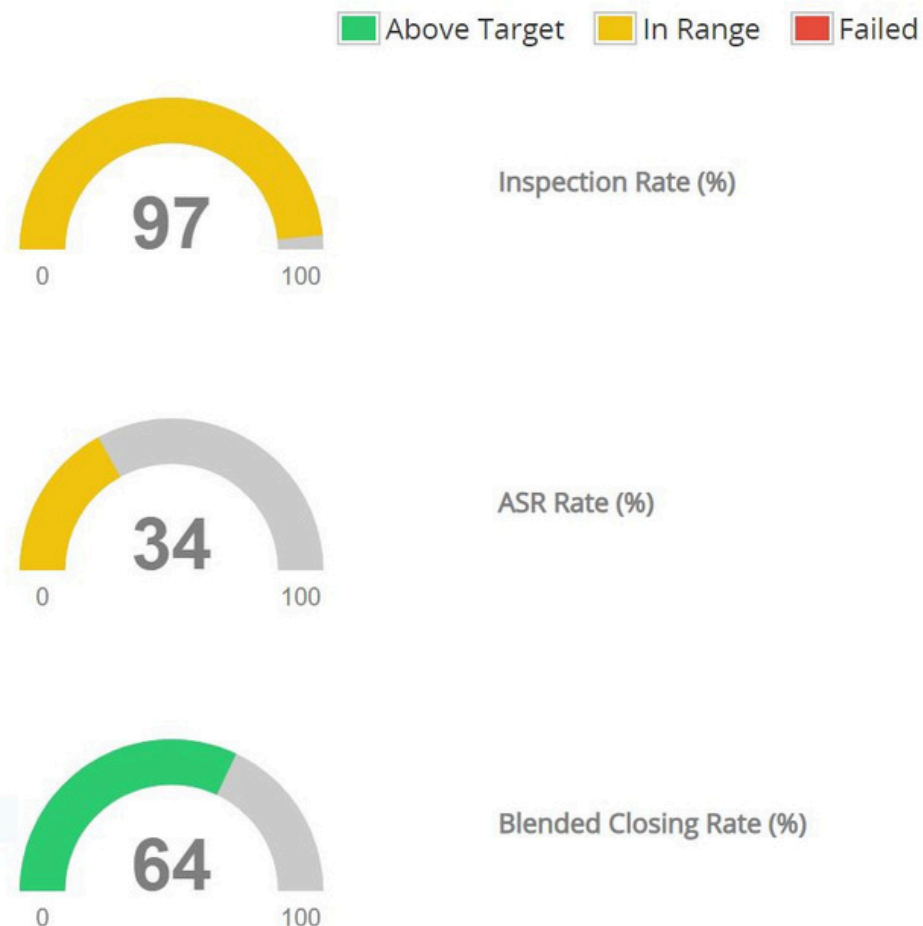 Above Target In Range Failed
97
0 100
Inspection Rate (%)
34
0 100
ASR Rate (%)
64
0 100
Blended Closing Rate (%)